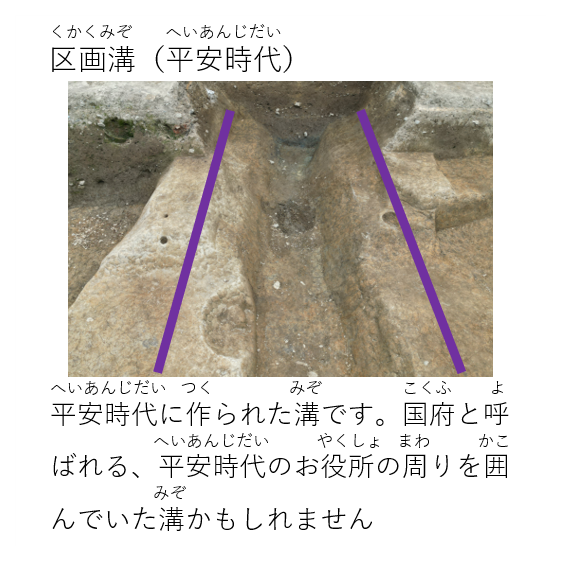 くかくみぞ　へいあんじだい
区画溝（平安時代）
へいあんじだい　つく　みぞ　こくふ　よ
平安時代に作られた溝です。国府と呼
へいあんじだい　やくしょ　まわ　かこ
ばれる、平安時代のお役所の周りを囲
みぞ
んでいた溝かもしれません